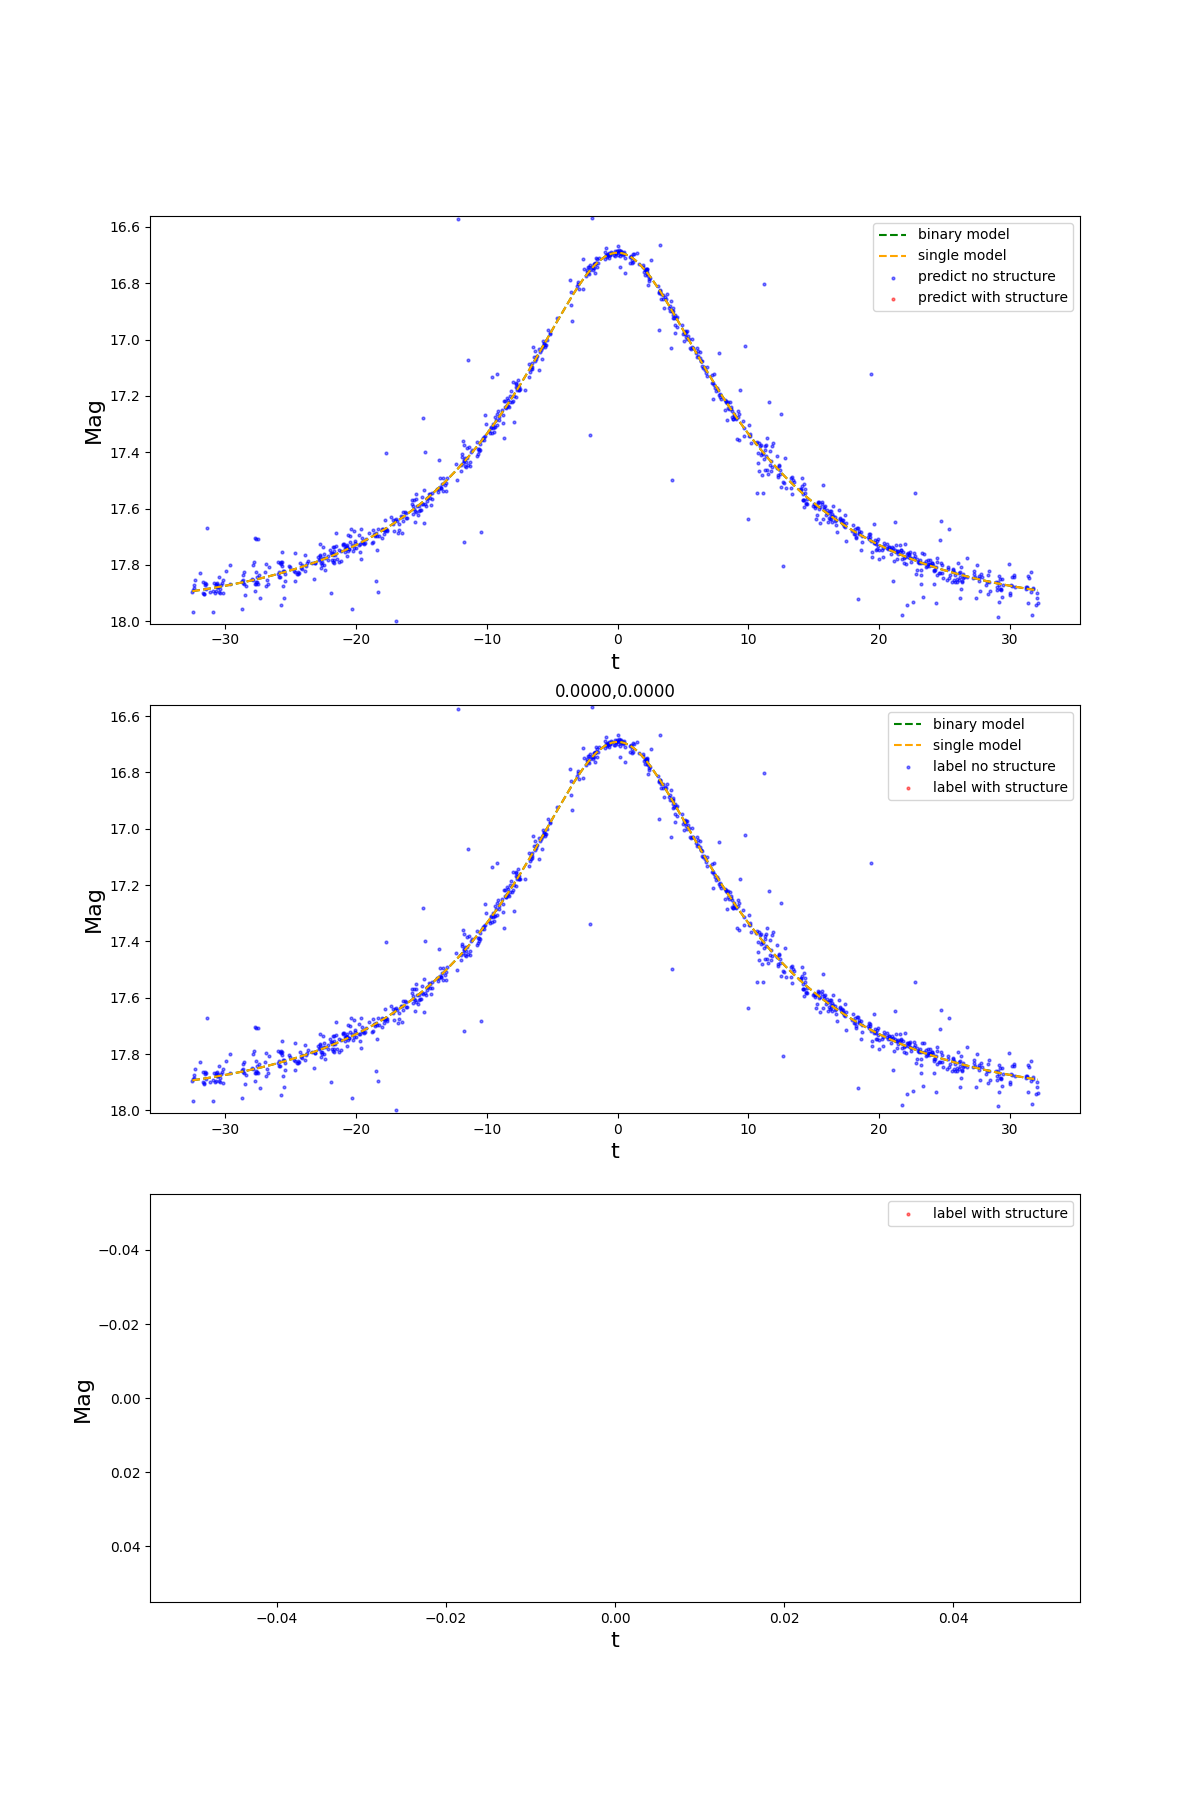 16.6
16.8
17.0
17.2
17.4
17.6
17.8
18.0
Mag
binary model
single model
predict no structure
predict with structure
−30 −20 −10 0 10 20 30
t
0.0000,0.0000
16.6
16.8
17.0
17.2
17.4
17.6
17.8
18.0
Mag
binary model
single model
label no structure
label with structure
−30 −20 −10 0 10 20 30
t
−0.04
−0.02
0.00
0.02
0.04
Mag
label with structure
−0.04 −0.02 0.00 0.02 0.04
t